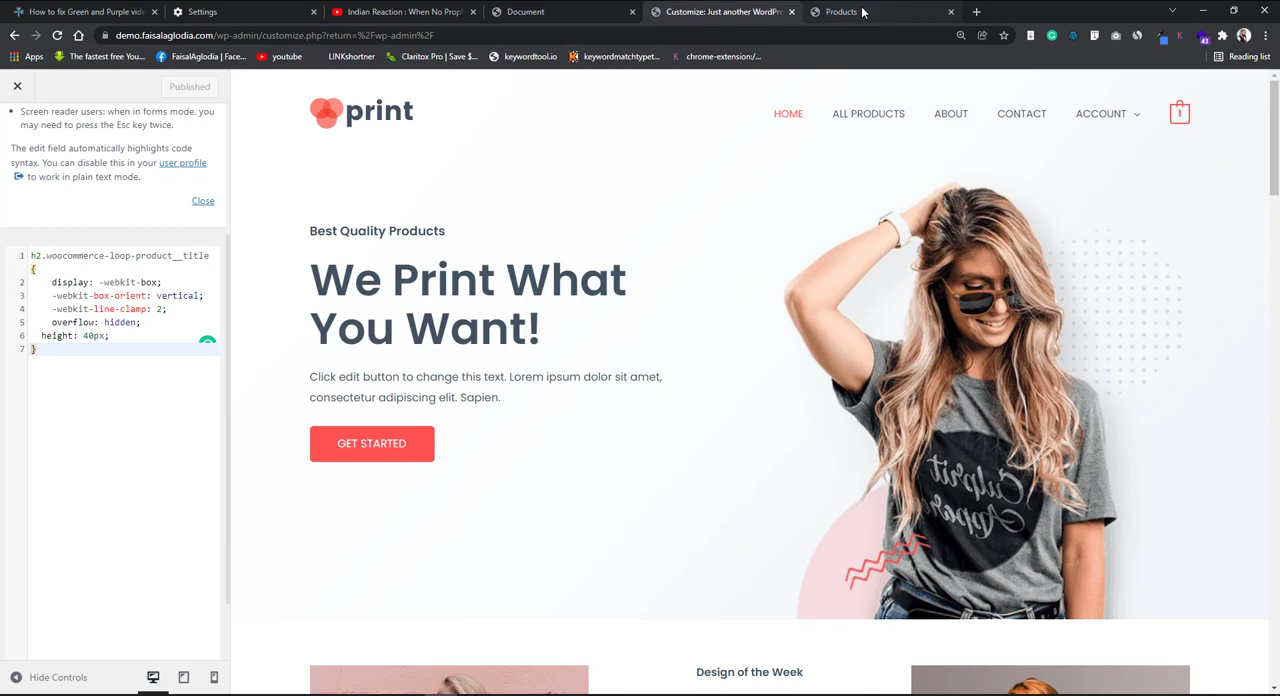 How to fix Green and Purple vide
Settings
Indian Reaction : When No Prop
Document
Customize: Just another WordPre
Products
demo.faisalaglodia.com/wp-admin/customize.php?return=%2Fwp-admin%2F
Apps
The fastest free You...
FaisalAglodia | Face...
youtube
LINKshortner
Claritox Pro | Save $...
keywordtool.io
keywordmatchtypet...
chrome-extension/...
Reading list
Published
Screen reader users: when in forms mode, you
may need to press the Esc key twice.
The edit field automatically highlights code
syntax. You can disable this in your user profile
to work in plain text mode.
Close
1 h2.woocommerce-loop-product__title
{
2 display: -webkit-box;
3 -webkit-box-orient: vertical;
4 -webkit-line-clamp: 2;
5 overflow: hidden;
6 height: 40px;
7 }
Hide Controls
print
HOME
ALL PRODUCTS
ABOUT
CONTACT
ACCOUNT
1
Best Quality Products
We Print What
You Want!
Click edit button to change this text. Lorem ipsum dolor sit amet,
consectetur adipiscing elit. Sapien.
GET STARTED
Culprit
Apparel
Design of the Week